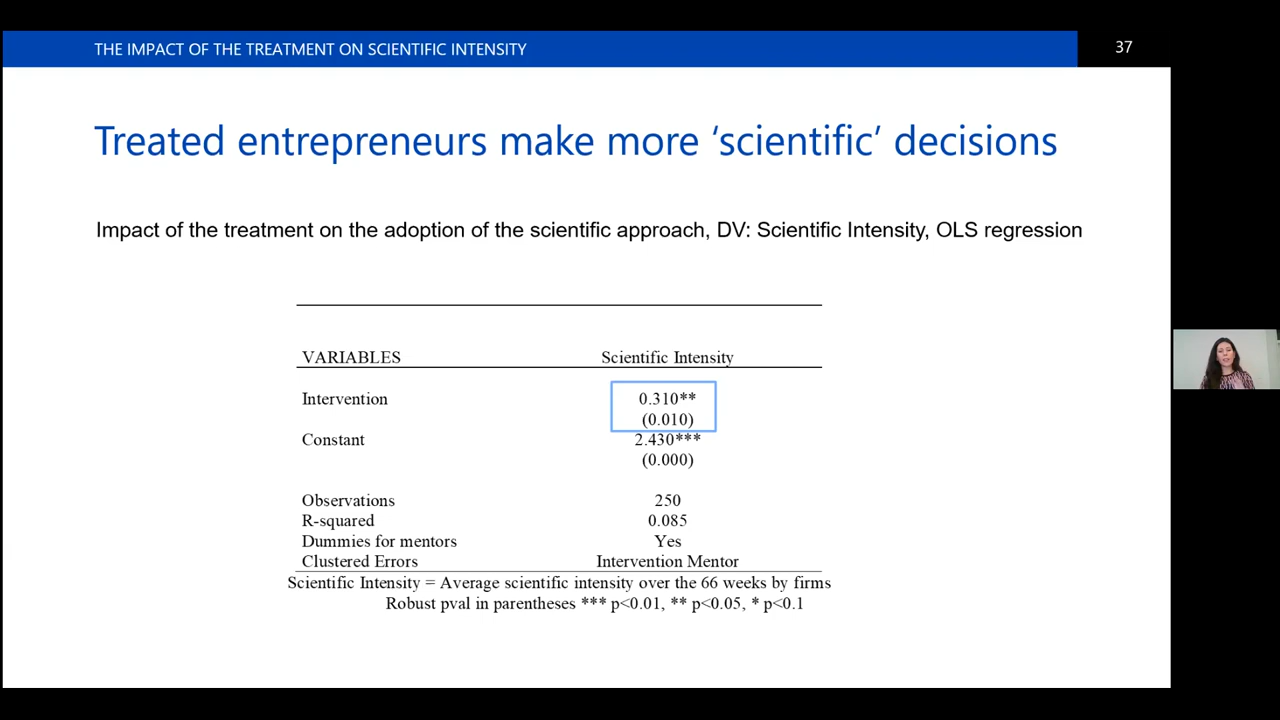 THE IMPACT OF THE TREATMENT ON SCIENTIFIC INTENSITY 37
Treated entrepreneurs make more ‘scientific’ decisions
Impact of the treatment on the adoption of the scientific approach, DV: Scientific Intensity, OLS regression
VARIABLES Scientific Intensity
Intervention 0.310**
(0.010)
Constant 2.430***
(0.000)
Observations 250
R-squared 0.085
Dummies for mentors Yes
Clustered Errors Intervention Mentor
Scientific Intensity = Average scientific intensity over the 66 weeks by firms
Robust pval in parentheses *** p<0.01, ** p<0.05, * p<0.1